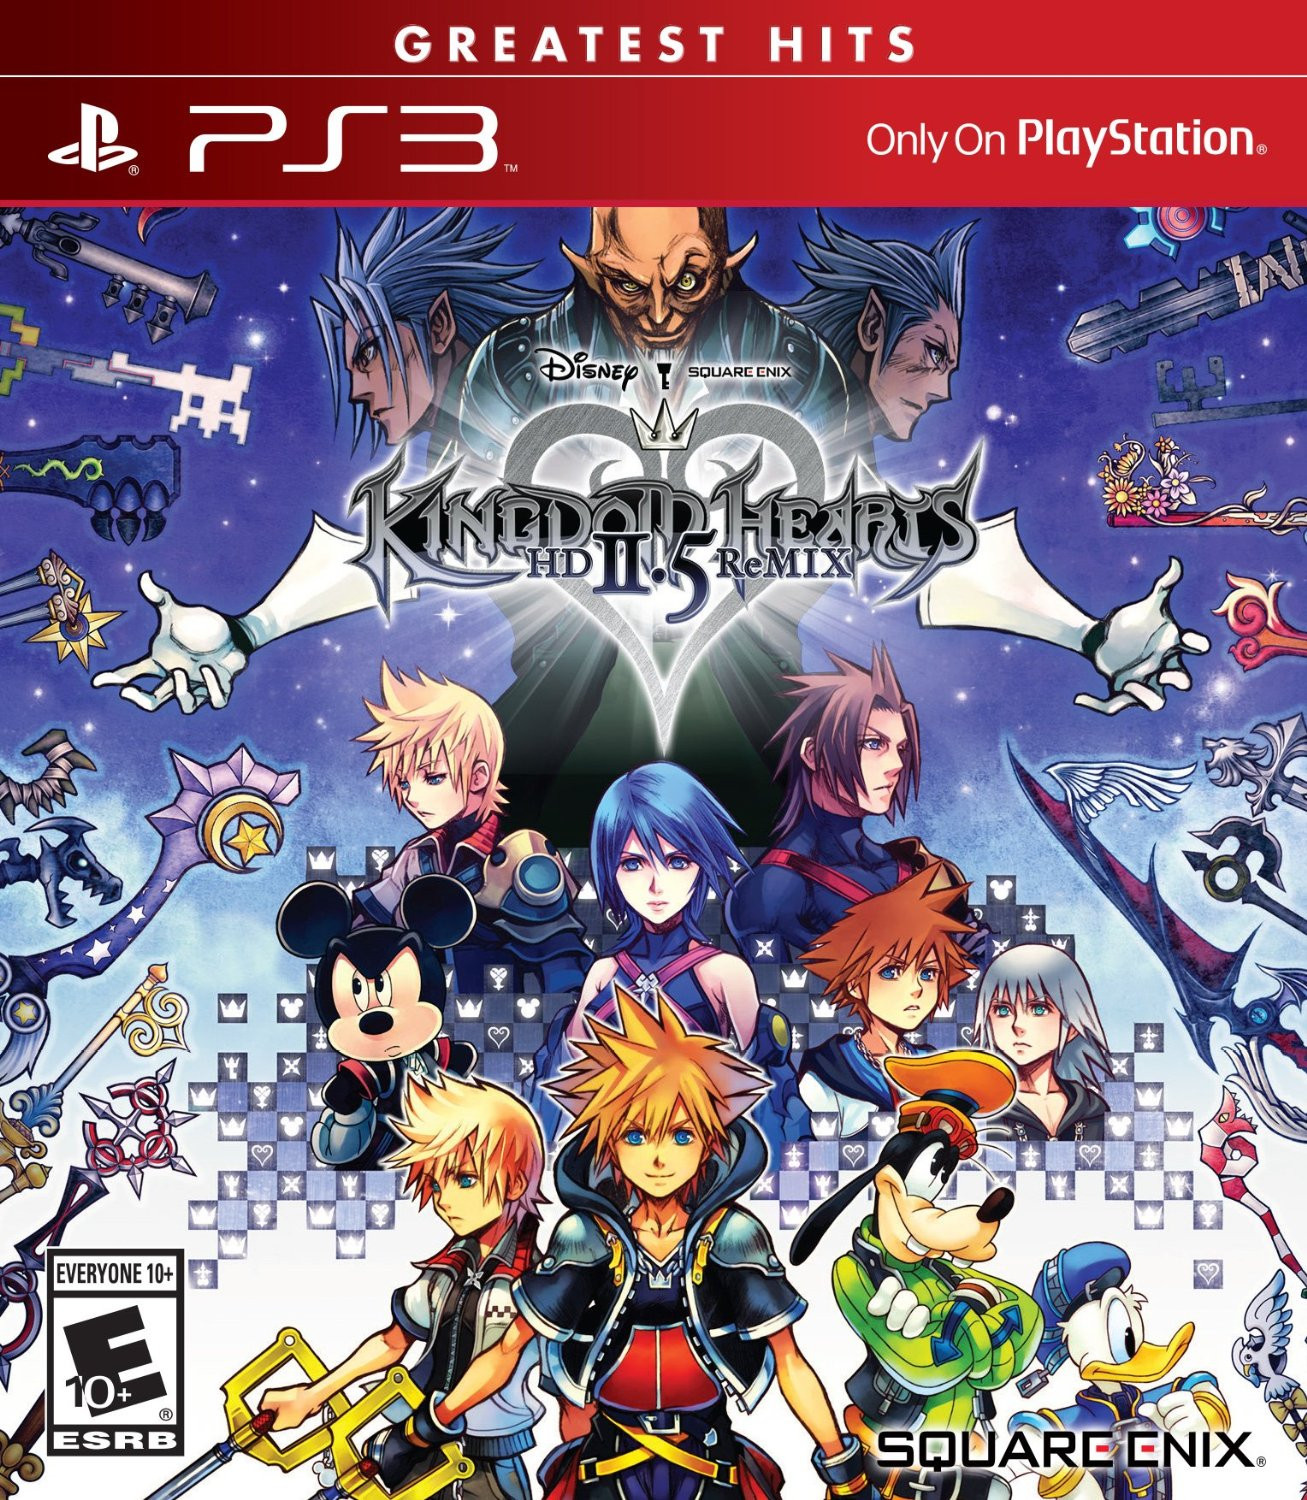 GREATEST HITS
PS3™
Only On PlayStation®
Disney SQUARE ENIX
KINGDOM HEARTS
HD II.5 ReMIX
EVERYONE 10+
E
10+
®
ESRB
SQUARE ENIX®